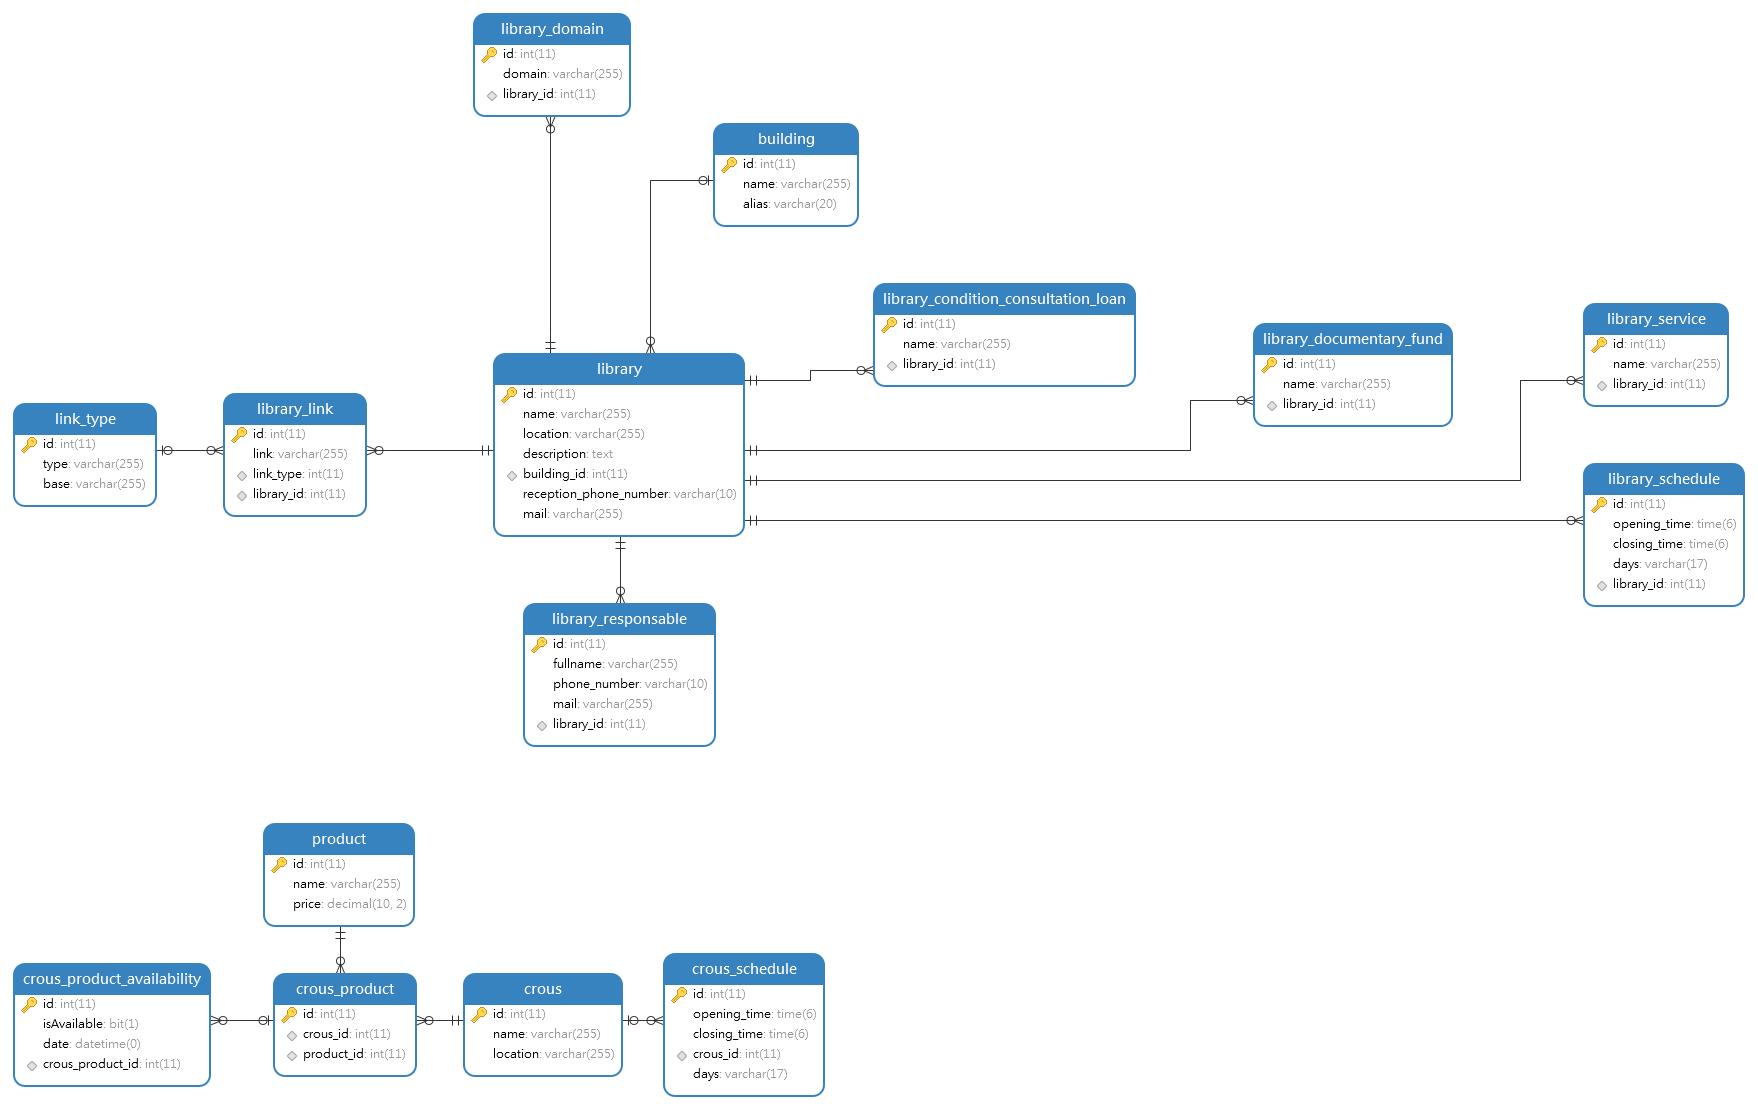 library_domain
id: int(11)
domain: varchar(255)
library_id: int(11)
building
id: int(11)
name: varchar(255)
alias: varchar(20)
library_condition_consultation_loan
id: int(11)
name: varchar(255)
library_id: int(11)
library_documentary_fund
id: int(11)
name: varchar(255)
library_id: int(11)
library_service
id: int(11)
name: varchar(255)
library_id: int(11)
library
id: int(11)
name: varchar(255)
location: varchar(255)
description: text
building_id: int(11)
reception_phone_number: varchar(10)
mail: varchar(255)
link_type
id: int(11)
type: varchar(255)
base: varchar(255)
library_link
id: int(11)
link: varchar(255)
link_type: int(11)
library_id: int(11)
library_schedule
id: int(11)
opening_time: time(6)
closing_time: time(6)
days: varchar(17)
library_id: int(11)
library_responsable
id: int(11)
fullname: varchar(255)
phone_number: varchar(10)
mail: varchar(255)
library_id: int(11)
product
id: int(11)
name: varchar(255)
price: decimal(10, 2)
crous_product_availability
id: int(11)
isAvailable: bit(1)
date: datetime(0)
crous_product_id: int(11)
crous_product
id: int(11)
crous_id: int(11)
product_id: int(11)
crous
id: int(11)
name: varchar(255)
location: varchar(255)
crous_schedule
id: int(11)
opening_time: time(6)
closing_time: time(6)
crous_id: int(11)
days: varchar(17)